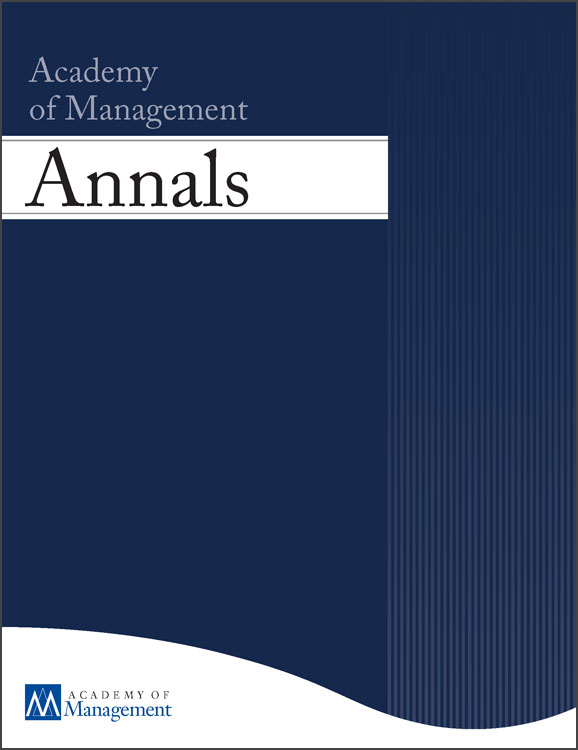 Academy
of Management
Annals
ACADEMY OF
Management